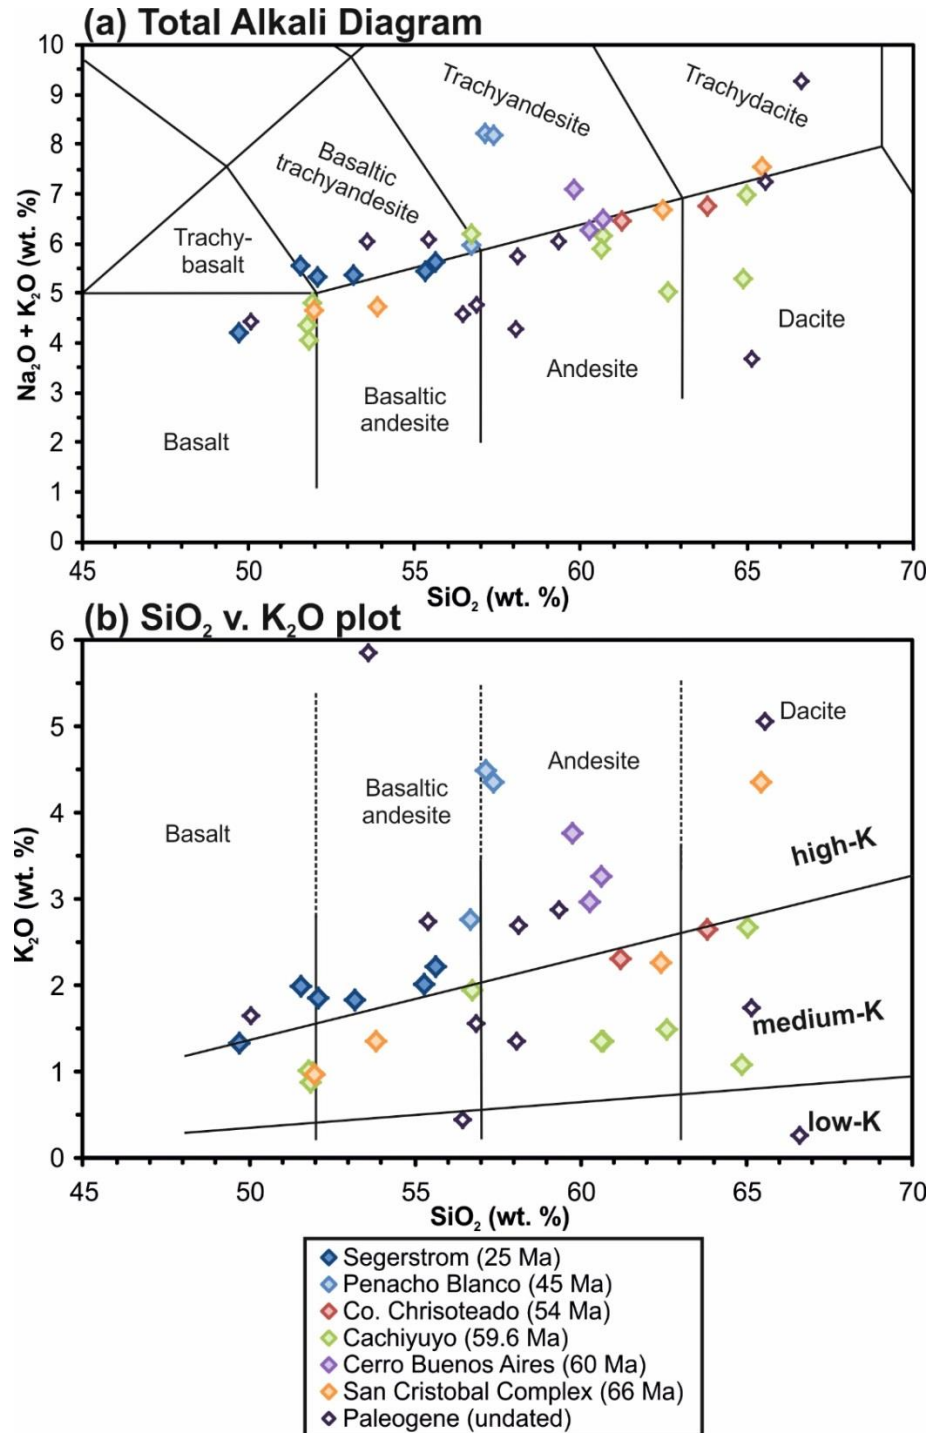 (a) Total Alkali Diagram
10
9
8
7
6
5
4
3
2
1
0
Na₂O + K₂O (wt. %)
Trachyandesite
Trachydacite
Basaltic
trachyandesite
Trachy-
basalt
Basalt
Basaltic
andesite
Andesite
Dacite
45
50
55
60
65
70
SiO₂ (wt. %)
(b) SiO₂ v. K₂O plot
6
5
4
3
2
1
0
K₂O (wt. %)
Basalt
Basaltic
andesite
Andesite
Dacite
high-K
medium-K
low-K
45
50
55
60
65
70
SiO₂ (wt. %)
Segerstrom (25 Ma)
Penacho Blanco (45 Ma)
Co. Chrisoteado (54 Ma)
Cachiyuyo (59.6 Ma)
Cerro Buenos Aires (60 Ma)
San Cristobal Complex (66 Ma)
Paleogene (undated)